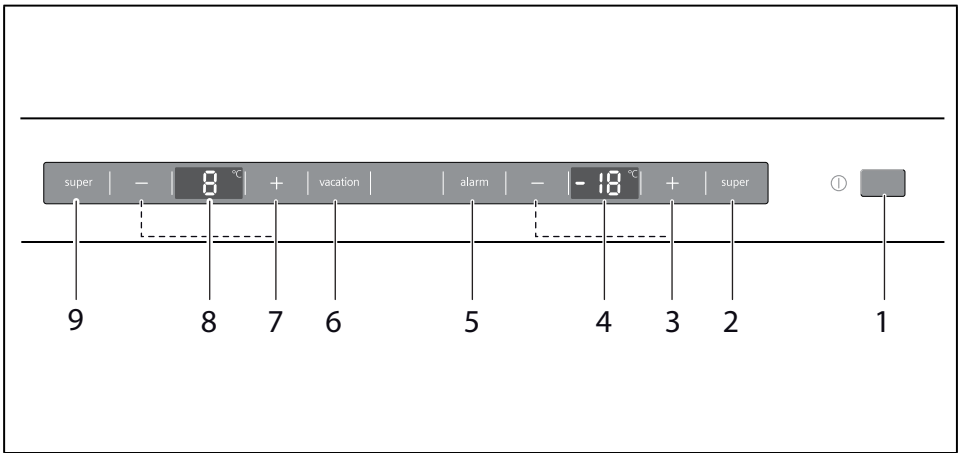 super − 8 °C + vacation alarm − -18 °C + super
9 8 7 6 5 4 3 2 1